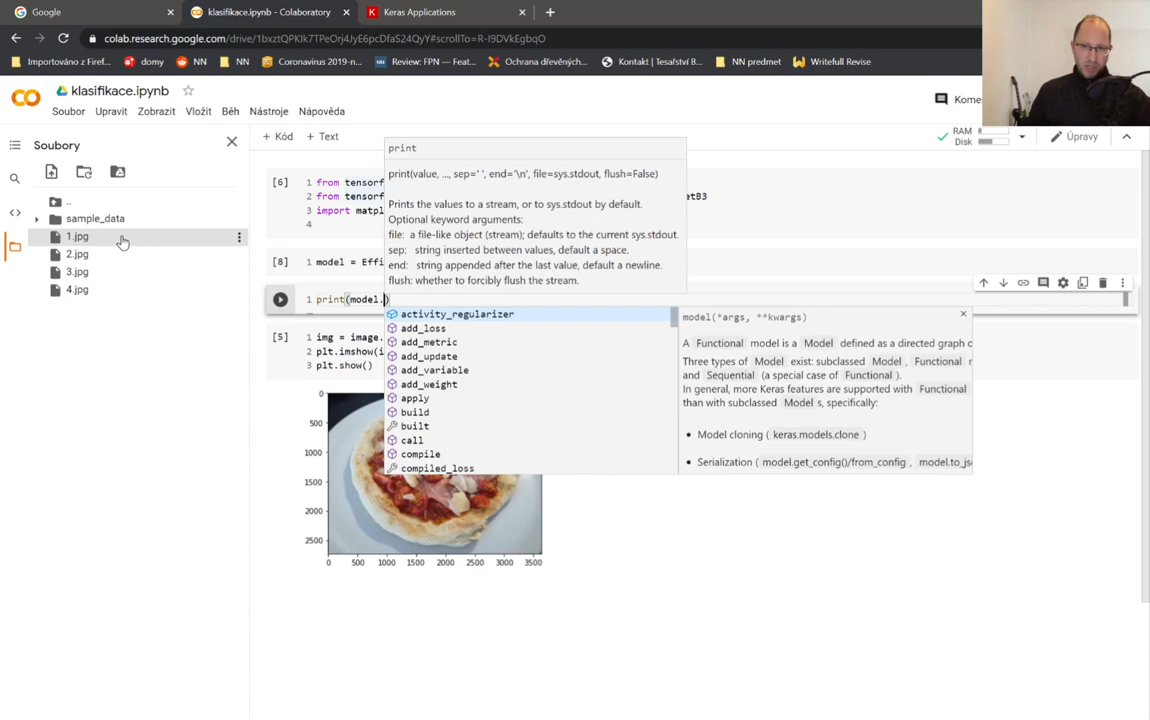 Google
klasifikace.ipynb - Colaboratory
Keras Applications
colab.research.google.com/drive/1bxztQPKIk7TPeOrj4JyE6pcDfaS24QyY#scrollTo=R-I9DVkEgbqO
Importováno z Firef...
domy
NN
NN
Coronavirus 2019-n...
Review: FPN — Feat...
Ochrana dřevěných...
Kontakt | Tesařství B...
NN predmet
Writefull Revise
klasifikace.ipynb
Soubor
Upravit
Zobrazit
Vložit
Běh
Nástroje
Nápověda
Kome
Soubory
+ Kód
+ Text
RAM
Disk
Úpravy
..
sample_data
1.jpg
2.jpg
3.jpg
4.jpg
[6]
1 from tensorf
2 from tensorf
etB3
3 import matpl
4
[8]
1 model = Effi
1 print(model.)
[5]
1 img = image.
2 plt.imshow(i
3 plt.show()
print
print(value, ..., sep=' ', end='\n', file=sys.stdout, flush=False)
Prints the values to a stream, or to sys.stdout by default.
Optional keyword arguments:
file: a file-like object (stream); defaults to the current sys.stdout.
sep: string inserted between values, default a space.
end: string appended after the last value, default a newline.
flush: whether to forcibly flush the stream.
activity_regularizer
add_loss
add_metric
add_update
add_variable
add_weight
apply
build
built
call
compile
compiled_loss
model(*args, **kwargs)
A Functional model is a Model defined as a directed graph o
Three types of Model exist: subclassed Model , Functional m
and Sequential (a special case of Functional ).
In general, more Keras features are supported with Functional
than with subclassed Model s, specifically:
• Model cloning ( keras.models.clone )
• Serialization ( model.get_config()/from_config , model.to_js
0
500
1000
1500
2000
2500
0 500 1000 1500 2000 2500 3000 3500